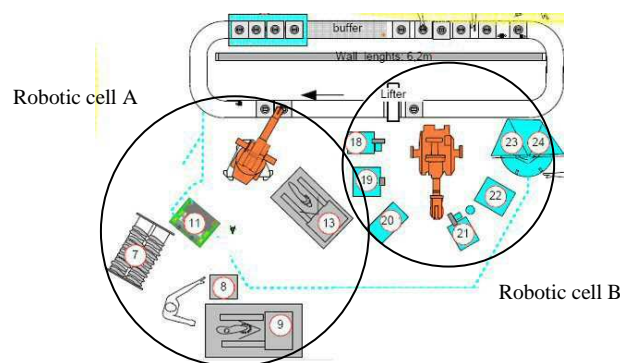 buffer
Wall lenghts: 6,2m
Robotic cell A
Lifter
18
23
24
19
22
13
20
11
21
7
8
Robotic cell B
9